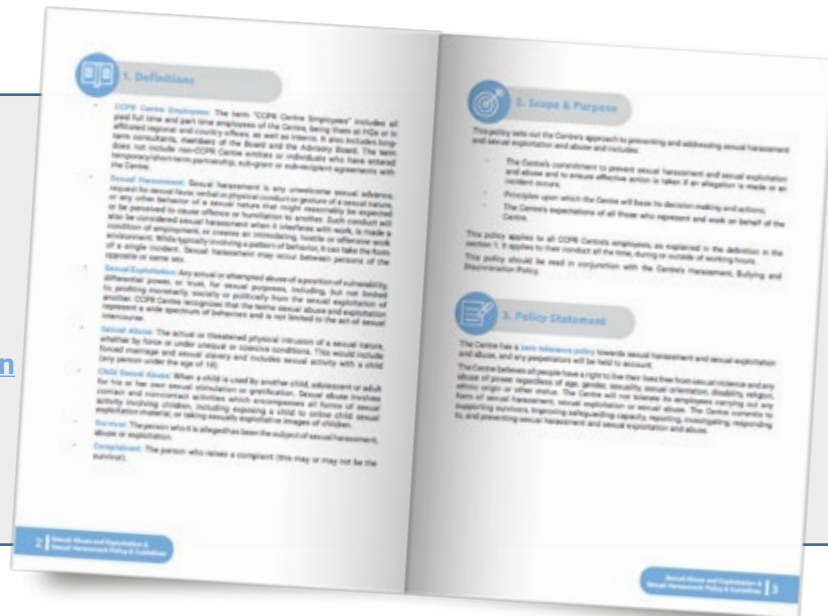 n
1. Definitions
CCPR Centre Employees: The term "CCPR Centre Employees" includes all
paid full time and part time employees of the Centre, being them at HQs or in
affiliated regional and country offices, as well as interns. It also includes long-
term consultants, members of the Board and the Advisory Board. The term
does not include non-CCPR Centre entities or individuals who have entered
temporary/short-term partnership, sub-grant or sub-recipient agreements with
the Centre.
Sexual Harassment: Sexual harassment is any unwelcome sexual advance,
request for sexual favor, verbal or physical conduct or gesture of a sexual nature,
or any other behavior of a sexual nature that might reasonably be expected
or be perceived to cause offence or humiliation to another. Such conduct will
also be considered sexual harassment when it interferes with work, is made a
condition of employment, or creates an intimidating, hostile or offensive work
environment. While typically involving a pattern of behavior, it can take the form
of a single incident. Sexual harassment may occur between persons of the
opposite or same sex.
Sexual Exploitation: Any actual or attempted abuse of a position of vulnerability,
differential power, or trust, for sexual purposes, including, but not limited
to, profiting monetarily, socially or politically from the sexual exploitation of
another. CCPR Centre recognizes that the terms sexual abuse and exploitation
represent a wide spectrum of behaviors and is not limited to the act of sexual
intercourse.
Sexual Abuse: The actual or threatened physical intrusion of a sexual nature,
whether by force or under unequal or coercive conditions. This would include
forced marriage and sexual slavery and includes sexual activity with a child
(any person under the age of 18).
Child Sexual Abuse: When a child is used by another child, adolescent or adult
for his or her own sexual stimulation or gratification. Sexual abuse involves
contact and noncontact activities which encompasses all forms of sexual
activity involving children, including exposing a child to online child sexual
exploitation material, or taking sexually exploitative images of children.
Survivor: The person who it is alleged has been the subject of sexual harassment,
abuse or exploitation.
Complainant: The person who raises a complaint (this may or may not be the
survivor).
2 Sexual Abuse and Exploitation &
Sexual Harassment Policy & Guidelines
2. Scope & Purpose
This policy sets out the Centre's approach to preventing and addressing sexual harassment
and sexual exploitation and abuse and includes:
The Centre's commitment to prevent sexual harassment and sexual exploitation
and abuse and to ensure effective action is taken if an allegation is made or an
incident occurs;
Principles upon which the Centre will base its decision making and actions;
The Centre's expectations of all those who represent and work on behalf of the
Centre.
This policy applies to all CCPR Centre's employees, as explained in the definition in the
section 1. It applies to their conduct all the time, during or outside of working hours.
This policy should be read in conjunction with the Centre's Harassment, Bullying and
Discrimination Policy.
3. Policy Statement
The Centre has a zero tolerance policy towards sexual harassment and sexual exploitation
and abuse, and any perpetrators will be held to account.
The Centre believes all people have a right to live their lives free from sexual violence and any
abuse of power regardless of age, gender, sexuality, sexual orientation, disability, religion,
ethnic origin or other status. The Centre will not tolerate its employees carrying out any
form of sexual harassment, sexual exploitation or sexual abuse. The Centre commits to
supporting survivors, improving safeguarding capacity, reporting, investigating, responding
to, and preventing sexual harassment and sexual exploitation and abuse.
Sexual Abuse and Exploitation &
Sexual Harassment Policy & Guidelines 3